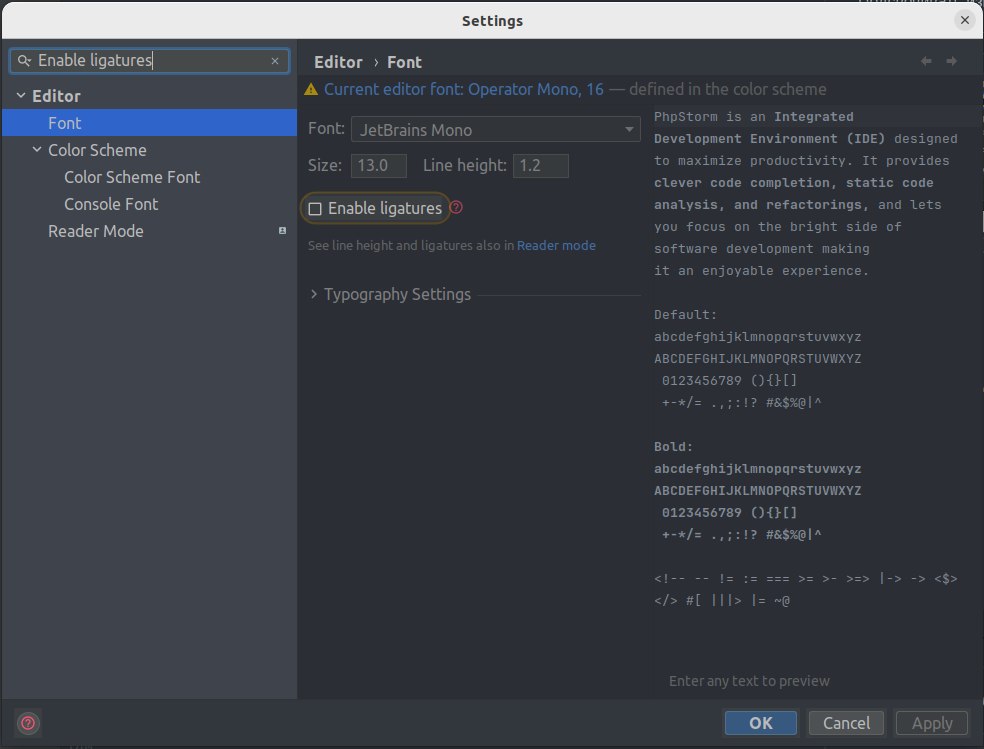 Settings
Enable ligatures
Editor
Font
Color Scheme
Color Scheme Font
Console Font
Reader Mode
Editor › Font
Current editor font: Operator Mono, 16 — defined in the color scheme
Font: JetBrains Mono
Size: 13.0 Line height: 1.2
Enable ligatures
See line height and ligatures also in Reader mode
Typography Settings
PhpStorm is an Integrated
Development Environment (IDE) designed
to maximize productivity. It provides
clever code completion, static code
analysis, and refactorings, and lets
you focus on the bright side of
software development making
it an enjoyable experience.
Default:
abcdefghijklmnopqrstuvwxyz
ABCDEFGHIJKLMNOPQRSTUVWXYZ
0123456789 (){}[]
+-*/= .,;:!? #&$%@|^
Bold:
abcdefghijklmnopqrstuvwxyz
ABCDEFGHIJKLMNOPQRSTUVWXYZ
0123456789 (){}[]
+-*/= .,;:!? #&$%@|^
<!-- -- != := === >= >- >=> |-> -> <$>
</> #[ |||> |= ~@
Enter any text to preview
OK Cancel Apply